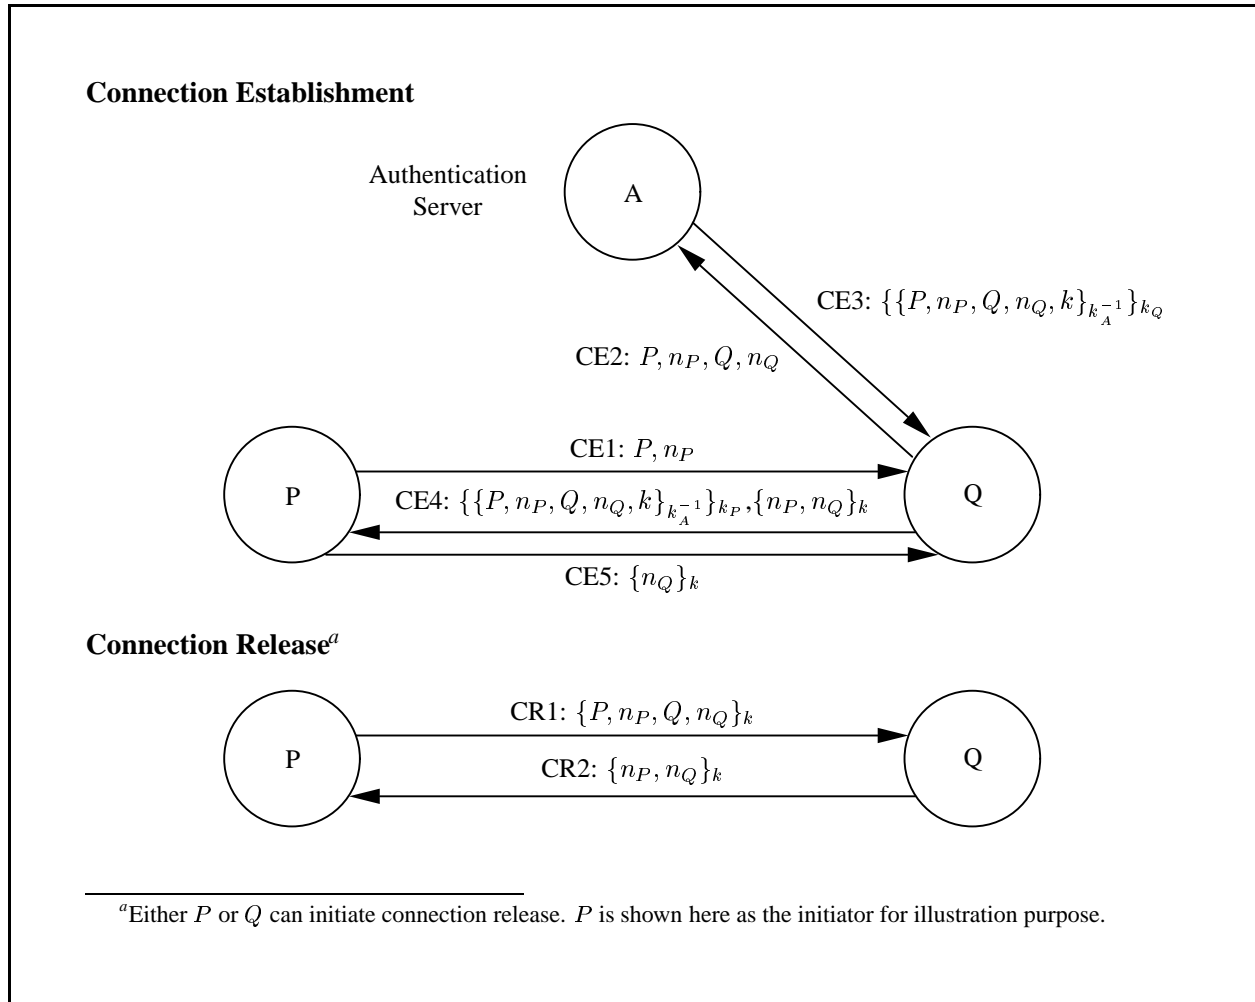 Connection Establishment
Authentication
Server
A
CE3: {{P, n_P, Q, n_Q, k}_{k_A^{-1}}}_{k_Q}
CE2: P, n_P, Q, n_Q
CE1: P, n_P
P
CE4: {{P, n_P, Q, n_Q, k}_{k_A^{-1}}}_{k_P},{n_P, n_Q}_k
Q
CE5: {n_Q}_k
Connection Release^a
CR1: {P, n_P, Q, n_Q}_k
P
CR2: {n_P, n_Q}_k
Q
^aEither P or Q can initiate connection release. P is shown here as the initiator for illustration purpose.